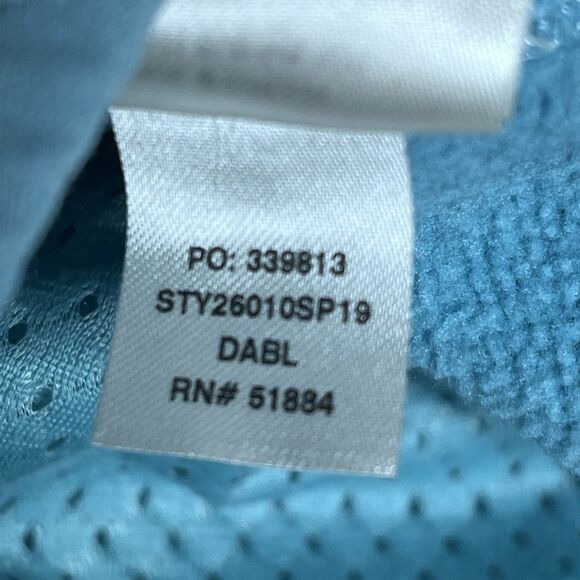 PO: 339813
STY26010SP19
DABL
RN# 51884